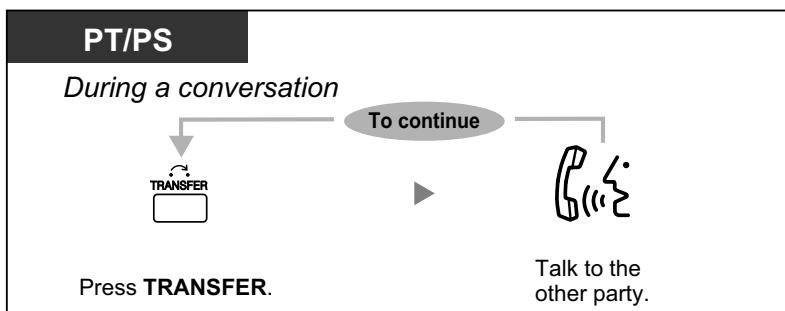 PT/PS
During a conversation
To continue
TRANSFER
Press TRANSFER.
Talk to the
other party.